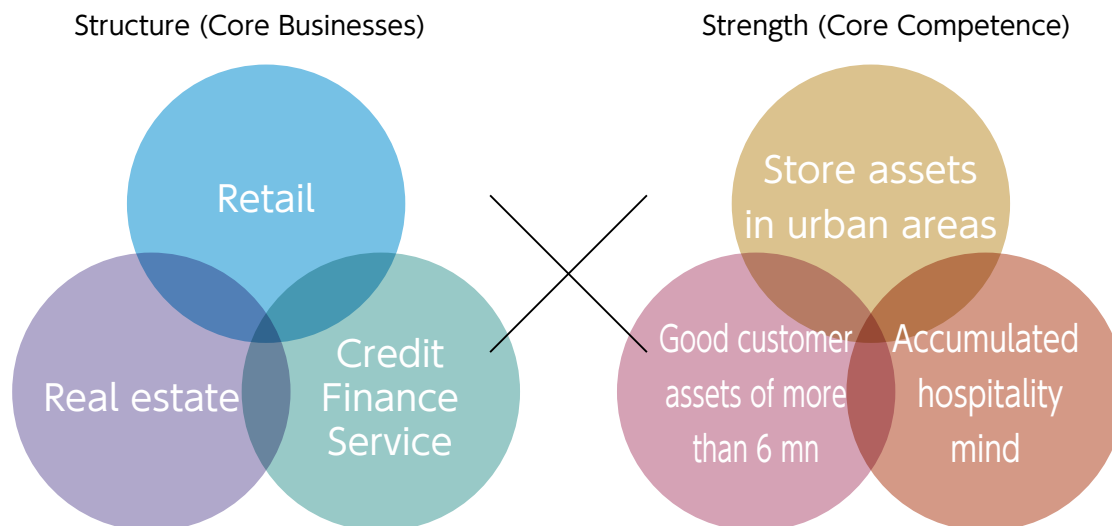 Structure (Core Businesses)
Strength (Core Competence)
Retail
Real estate
Credit
Finance
Service
Store assets
in urban areas
Good customer
assets of more
than 6 mn
Accumulated
hospitality
mind